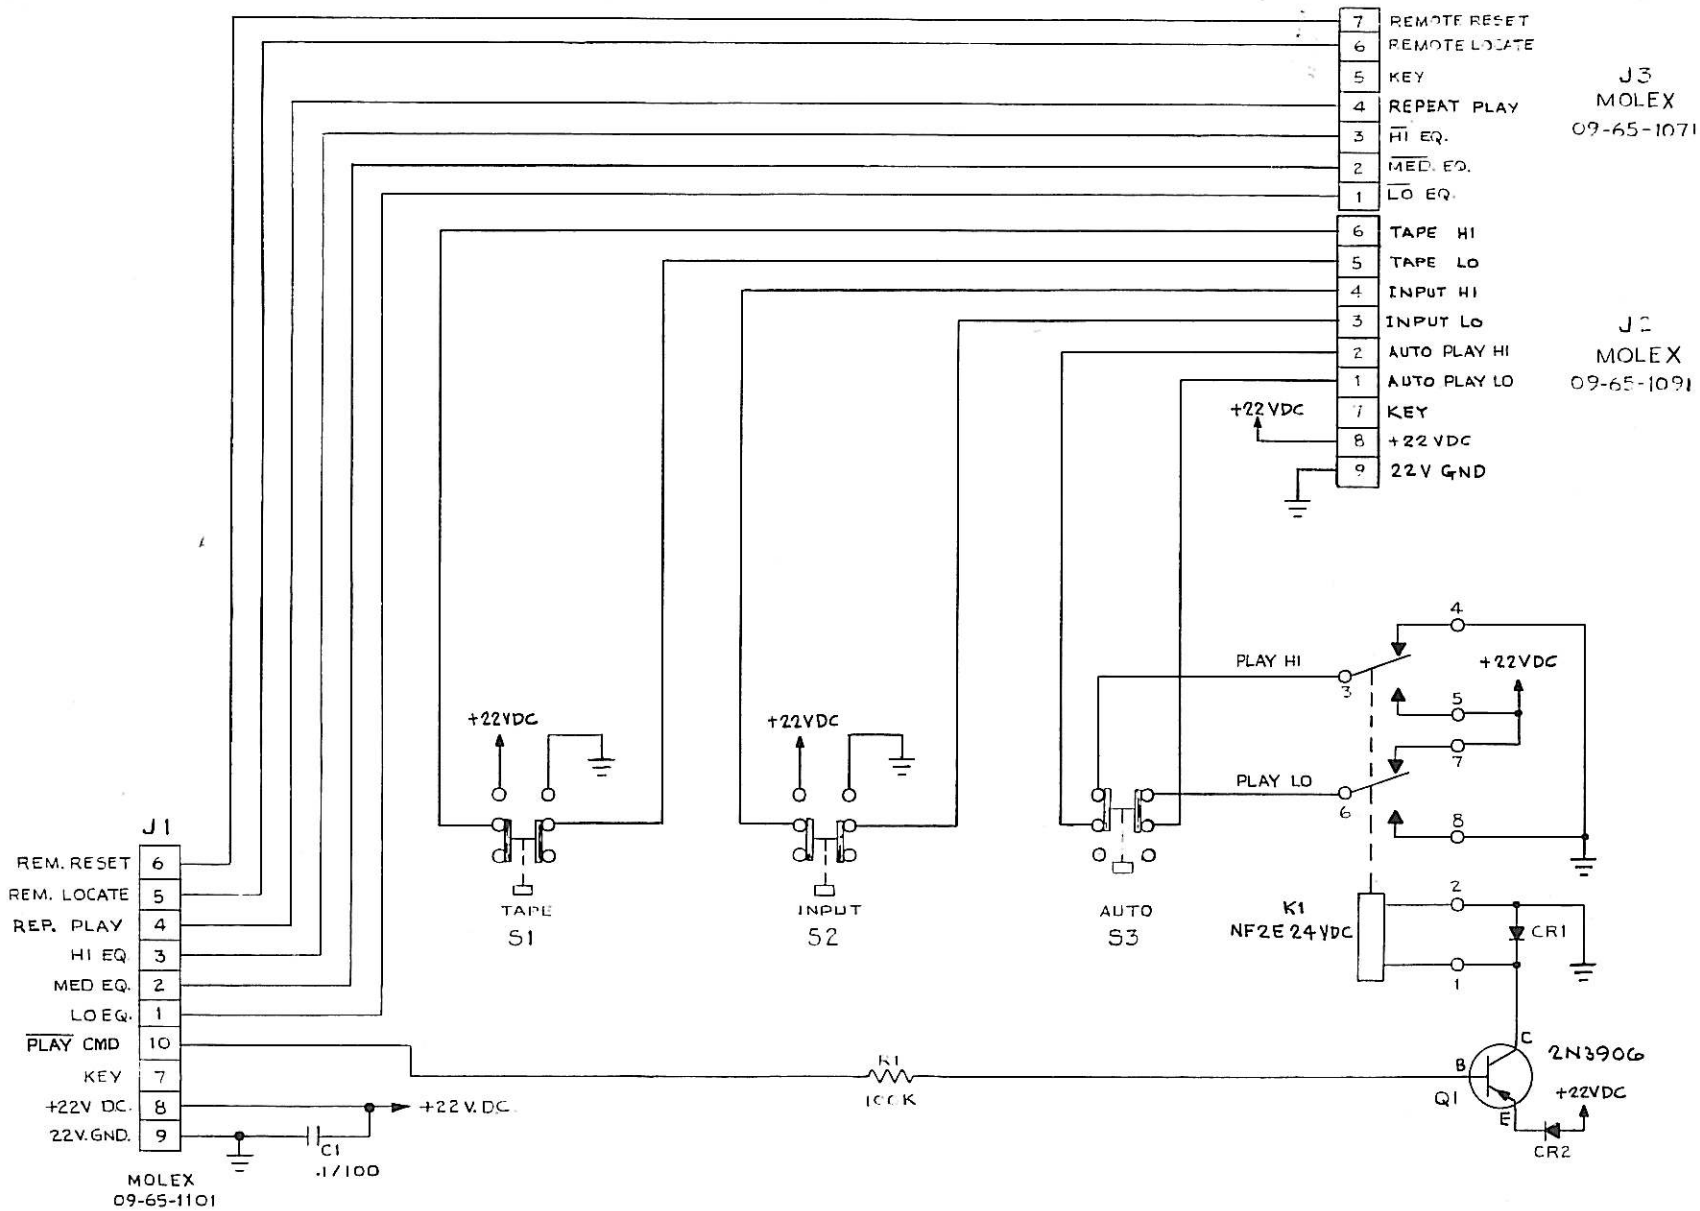 7 REMOTE RESET
6 REMOTE LOCATE
5 KEY
4 REPEAT PLAY
3 HI EQ.
2 MED. EQ.
1 LO EQ.
J3
MOLEX
09-65-1071
6 TAPE HI
5 TAPE LO
4 INPUT HI
3 INPUT LO
2 AUTO PLAY HI
1 AUTO PLAY LO
7 KEY
8 +22 VDC
9 22V GND
+22VDC
J2
MOLEX
09-65-1091
4
PLAY HI
3
+22VDC
5
7
PLAY LO
6
8
+22VDC
+22VDC
TAPE
S1
INPUT
S2
AUTO
S3
K1
NF2E 24VDC
2
CR1
1
J1
REM. RESET 6
REM. LOCATE 5
REP. PLAY 4
HI EQ. 3
MED EQ. 2
LO EQ. 1
PLAY CMD 10
KEY 7
+22V DC. 8
22V. GND. 9
+22V. DC.
C1
.1/100
MOLEX
09-65-1101
R1
100K
B
C
E
Q1
2N3906
+22VDC
CR2